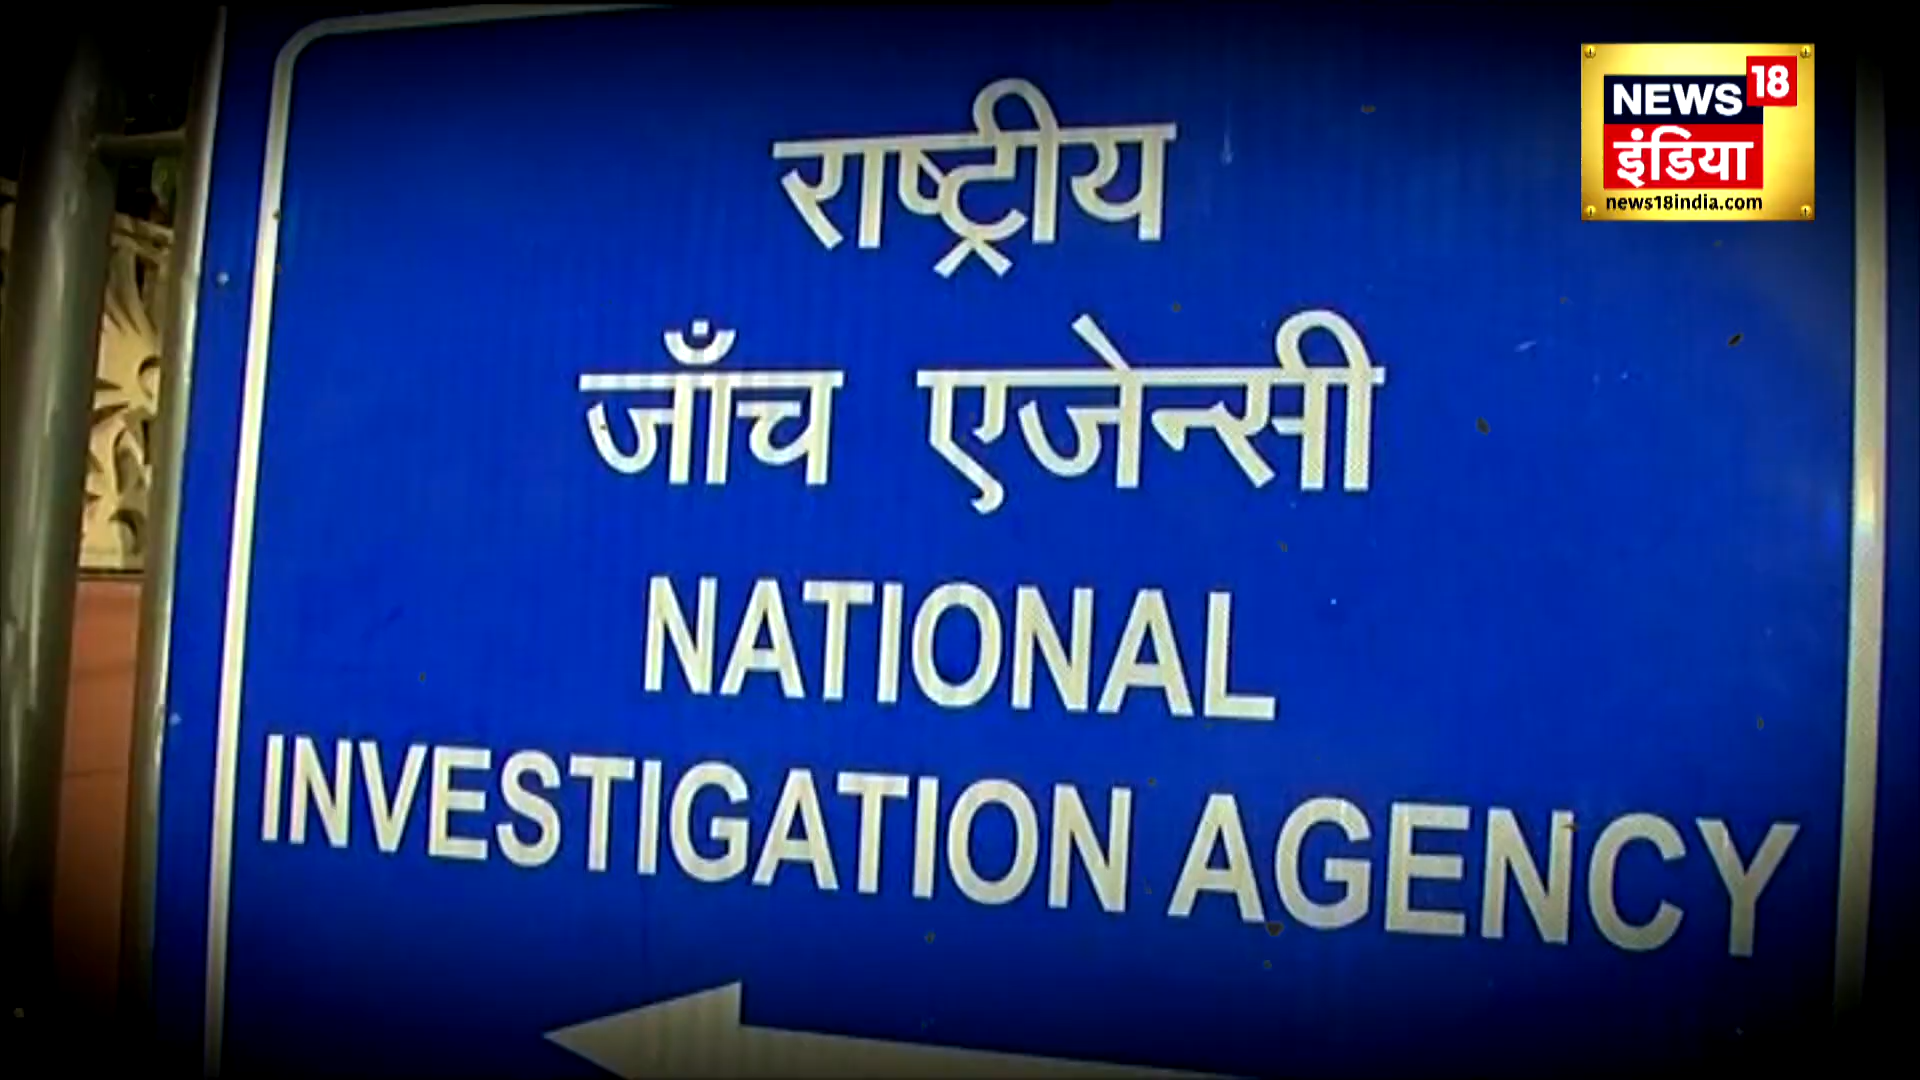 राष्ट्रीय
जाँच एजेन्सी
NATIONAL
INVESTIGATION AGENCY
NEWS 18
इंडिया
news18india.com